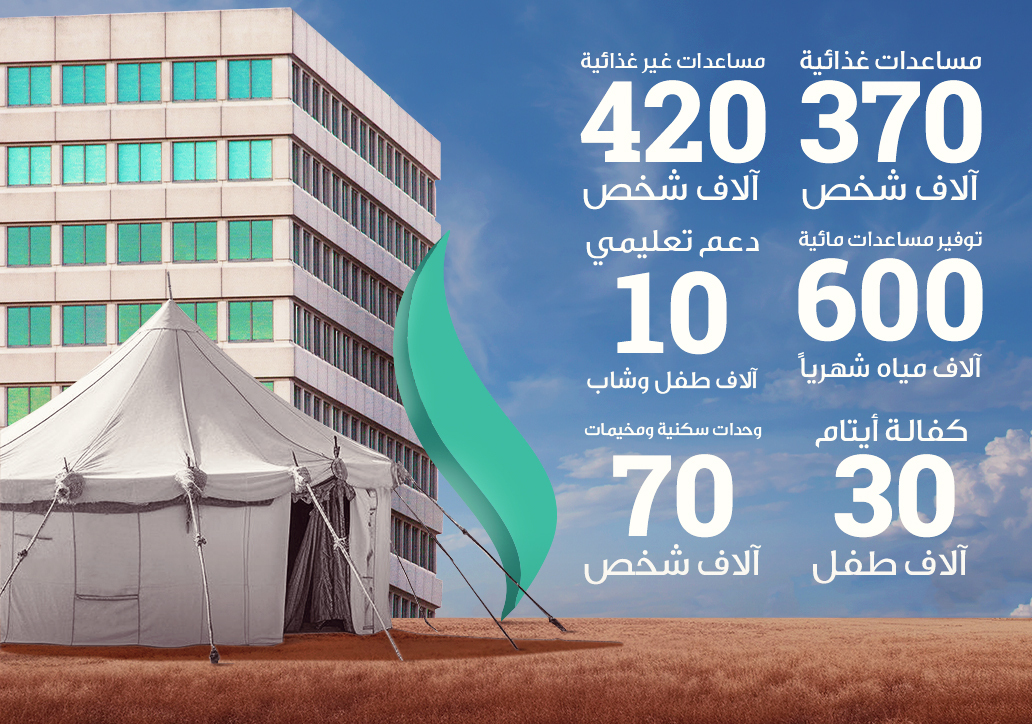 مساعدات غذائية
370
آلاف شخص
مساعدات غير غذائية
420
آلاف شخص
توفير مساعدات مائية
600
آلاف مياه شهرياً
دعم تعليمي
10
آلاف طفل وشاب
كفالة أيتام
30
آلاف طفل
وحدات سكنية ومخيمات
70
آلاف شخص